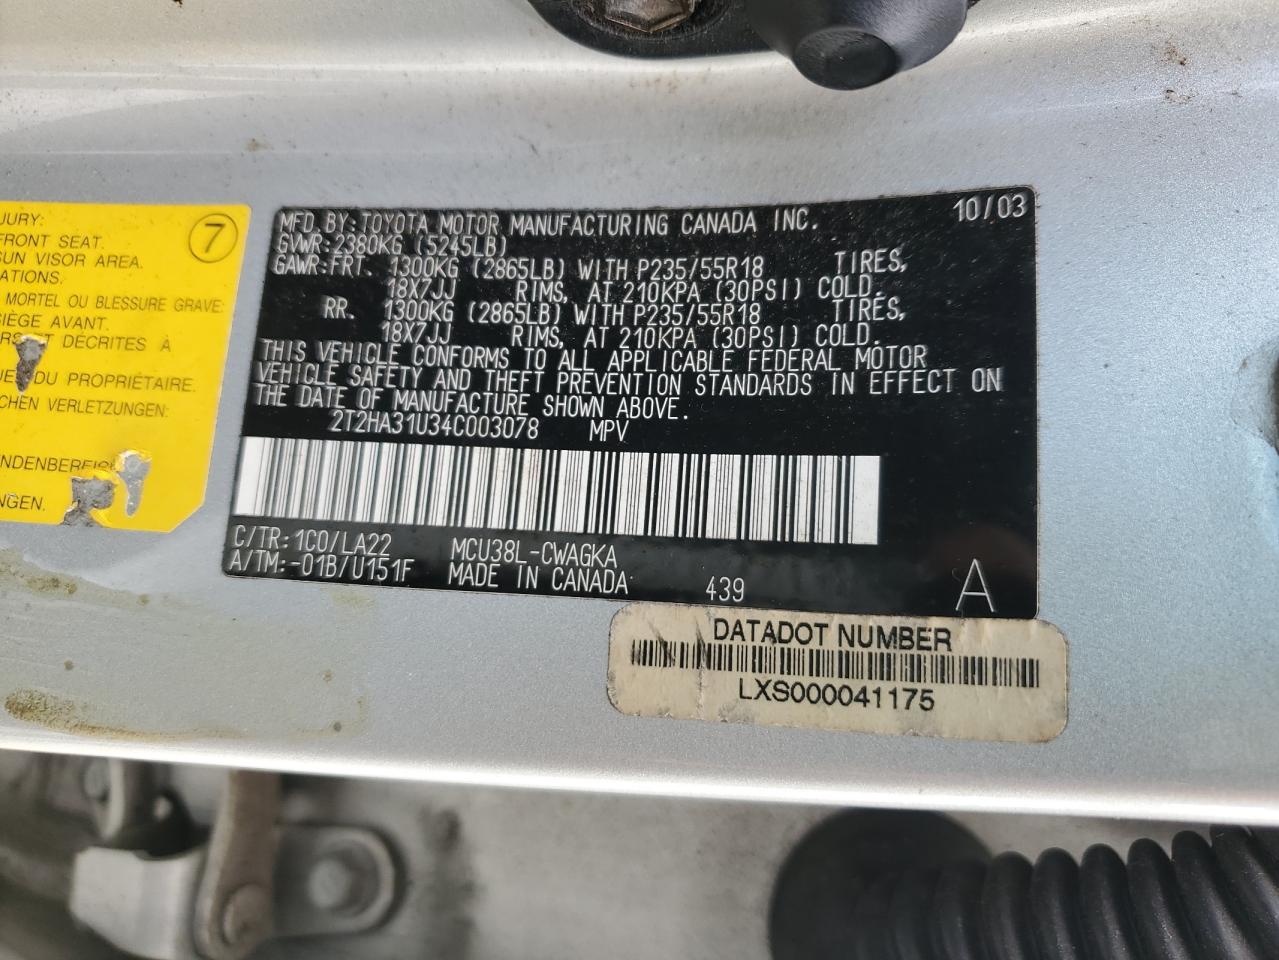 JURY:
FRONT SEAT.
SUN VISOR AREA.
ATIONS.
MORTEL OU BLESSURE GRAVE:
SIÈGE AVANT.
DÉCRITES À
DU PROPRIÉTAIRE.
CHEN VERLETZUNGEN:
NDENBEREI
NGEN.
7
MFD BY: TOYOTA MOTOR MANUFACTURING CANADA INC. 10/03
GVWR: 2380KG (5245LB)
GAWR: FRT. 1300KG (2865LB) WITH P235/55R18 TIRES,
18X7JJ RIMS, AT 210KPA (30PSI) COLD.
RR. 1300KG (2865LB) WITH P235/55R18 TIRES,
18X7JJ RIMS, AT 210KPA (30PSI) COLD.
THIS VEHICLE CONFORMS TO ALL APPLICABLE FEDERAL MOTOR
VEHICLE SAFETY AND THEFT PREVENTION STANDARDS IN EFFECT ON
THE DATE OF MANUFACTURE SHOWN ABOVE.
2T2HA31U34C003078 MPV
C/TR: 1C0/LA22 MCU38L-CWAGKA
A/TM: -01B/U151F MADE IN CANADA 439 A
DATADOT NUMBER
LXS000041175